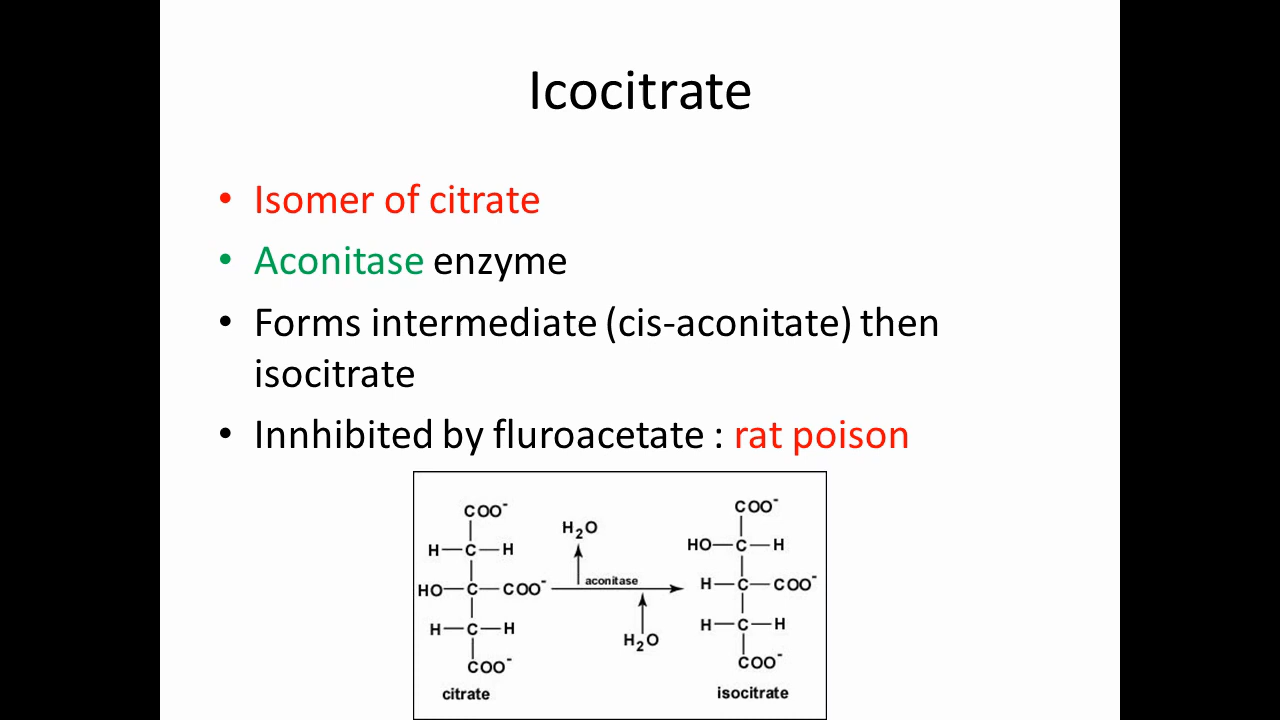 Icocitrate
• Isomer of citrate
• Aconitase enzyme
• Forms intermediate (cis-aconitate) then
isocitrate
• Innhibited by fluroacetate : rat poison
COO-
H—C—H
HO—C—COO-
H—C—H
COO-
citrate
H2O
aconitase
H2O
COO-
HO—C—H
H—C—COO-
H—C—H
COO-
isocitrate